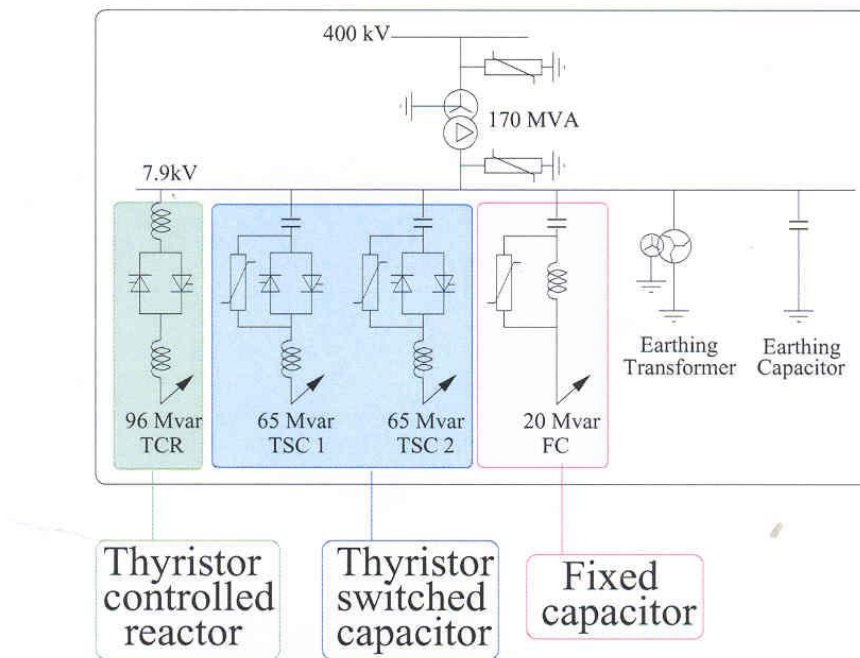 400 kV
170 MVA
7.9kV
Earthing
Transformer
Earthing
Capacitor
96 Mvar
TCR
65 Mvar
TSC 1
65 Mvar
TSC 2
20 Mvar
FC
Thyristor
controlled
reactor
Thyristor
switched
capacitor
Fixed
capacitor